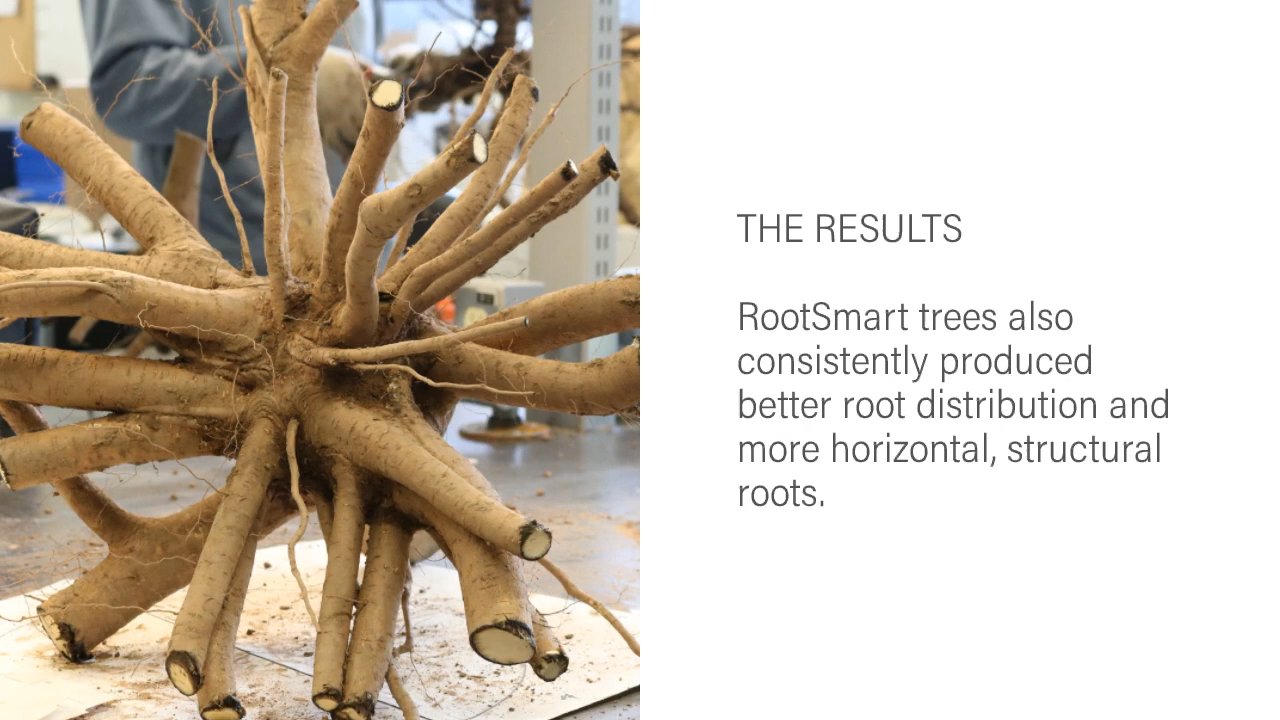 THE RESULTS
RootSmart trees also
consistently produced
better root distribution and
more horizontal, structural
roots.